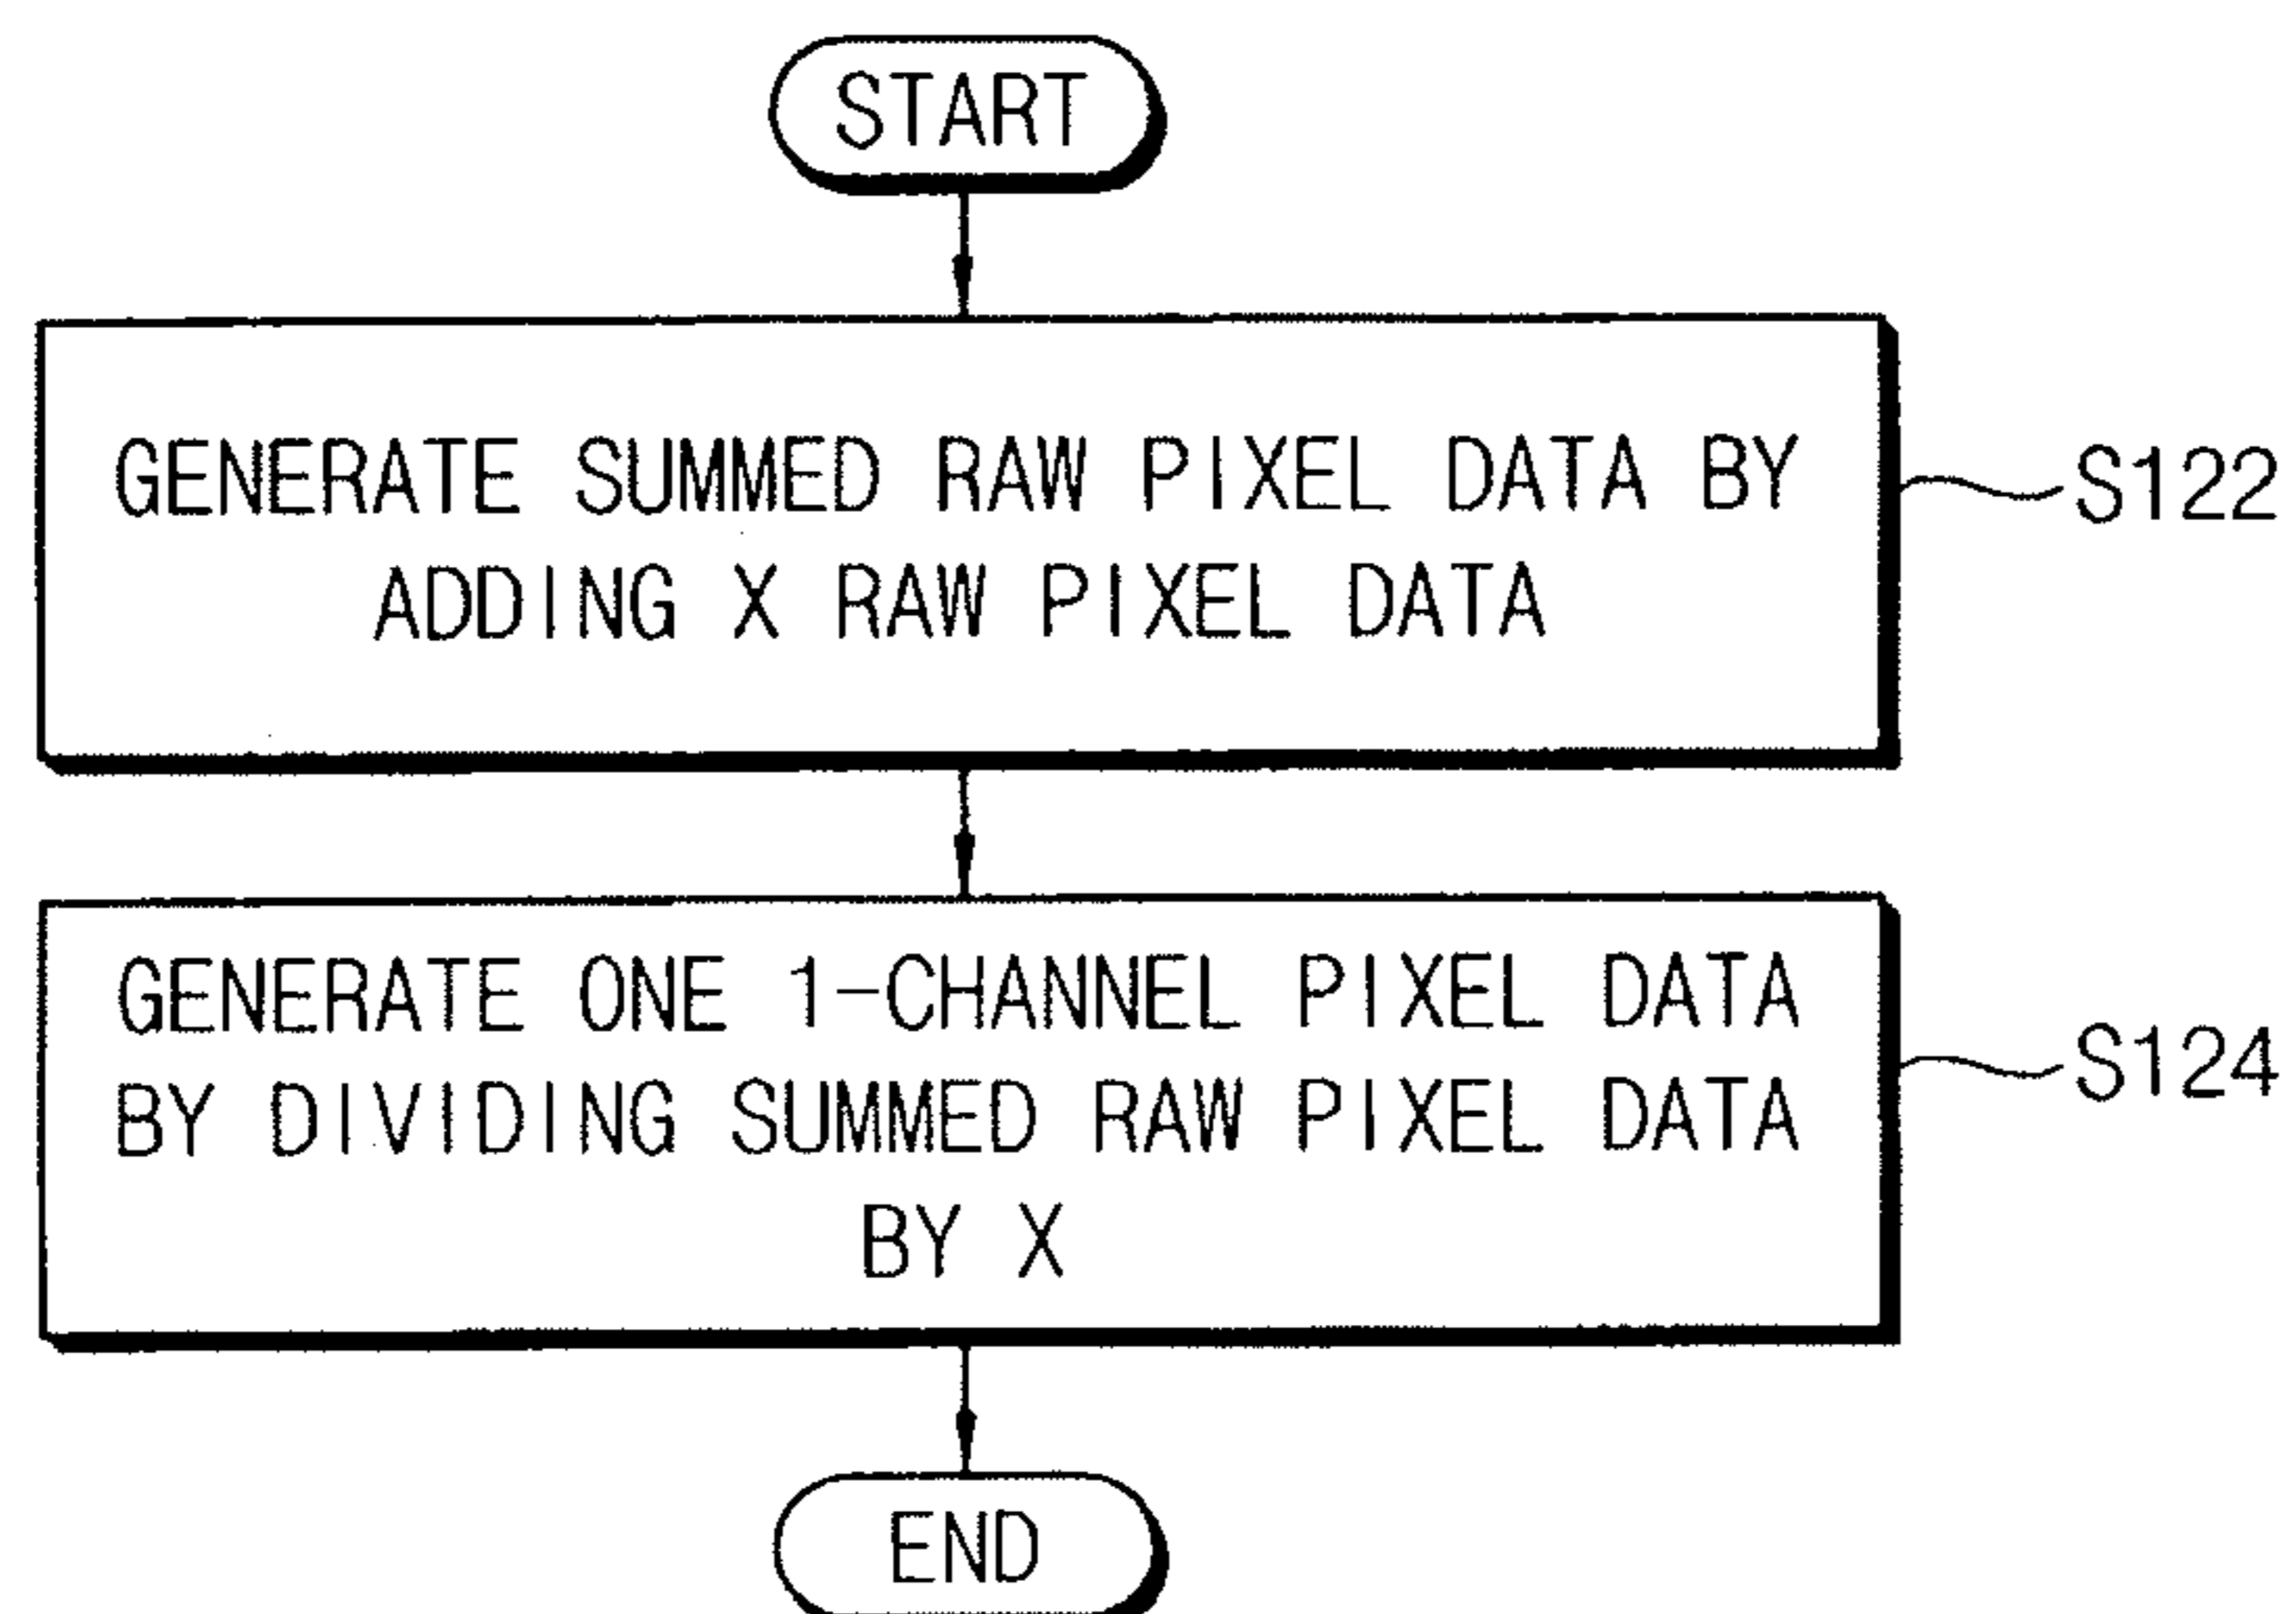 START
GENERATE SUMMED RAW PIXEL DATA BY
ADDING X RAW PIXEL DATA
S122
GENERATE ONE 1-CHANNEL PIXEL DATA
BY DIVIDING SUMMED RAW PIXEL DATA
BY X
S124
END